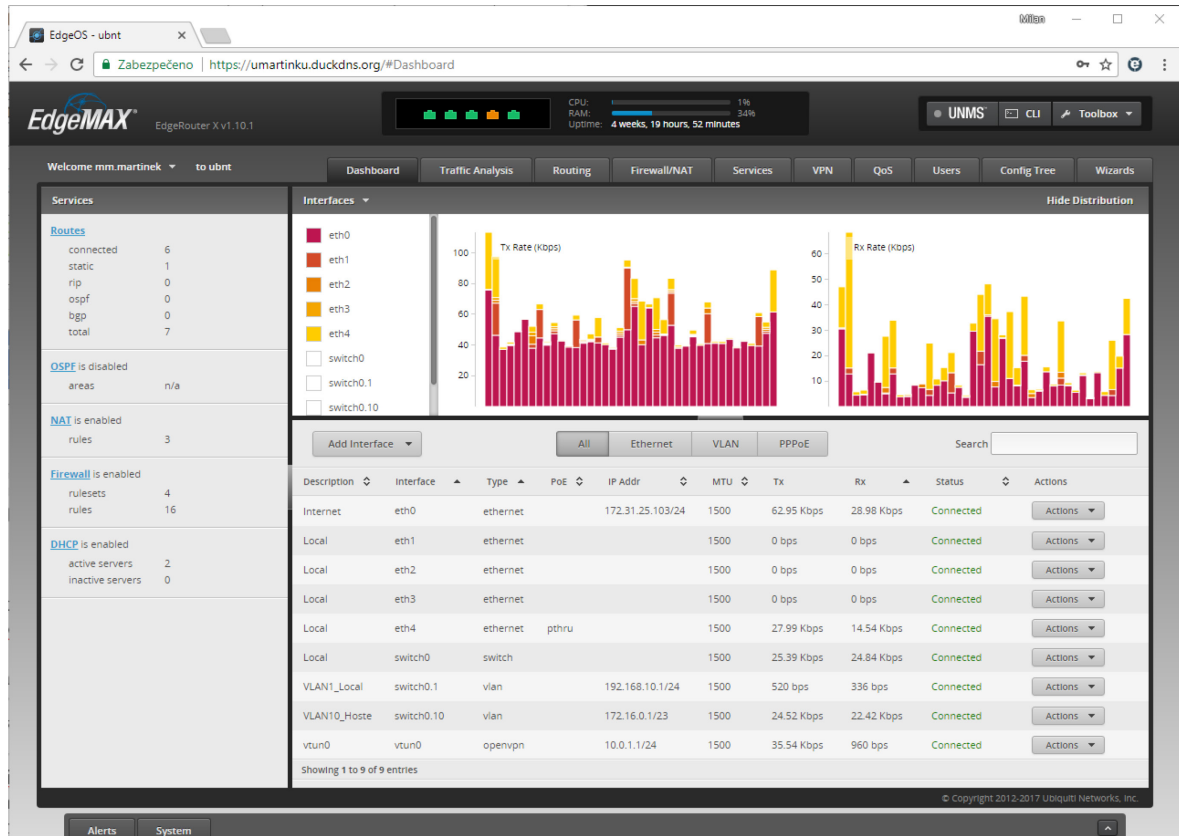 Milan
EdgeOS - ubnt
Zabezpečeno https://umartinku.duckdns.org/#Dashboard
EdgeMAX® EdgeRouter X v1.10.1
CPU: 1%
RAM: 34%
Uptime: 4 weeks, 19 hours, 52 minutes
UNMS™ CLI Toolbox
Welcome mm.martinek to ubnt
Dashboard Traffic Analysis Routing Firewall/NAT Services VPN QoS Users Config Tree Wizards
Services
Routes
connected 6
static 1
rip 0
ospf 0
bgp 0
total 7
OSPF is disabled
areas n/a
NAT is enabled
rules 3
Firewall is enabled
rulesets 4
rules 16
DHCP is enabled
active servers 2
inactive servers 0
Interfaces Hide Distribution
eth0
eth1
eth2
eth3
eth4
switch0
switch0.1
switch0.10
Tx Rate (Kbps)
100
80
60
40
20
Rx Rate (Kbps)
60
50
40
30
20
10
Add Interface All Ethernet VLAN PPPoE Search
Description Interface Type PoE IP Addr MTU Tx Rx Status Actions
Internet eth0 ethernet 172.31.25.103/24 1500 62.95 Kbps 28.98 Kbps Connected Actions
Local eth1 ethernet 1500 0 bps 0 bps Connected Actions
Local eth2 ethernet 1500 0 bps 0 bps Connected Actions
Local eth3 ethernet 1500 0 bps 0 bps Connected Actions
Local eth4 ethernet pthru 1500 27.99 Kbps 14.54 Kbps Connected Actions
Local switch0 switch 1500 25.39 Kbps 24.84 Kbps Connected Actions
VLAN1_Local switch0.1 vlan 192.168.10.1/24 1500 520 bps 336 bps Connected Actions
VLAN10_Hoste switch0.10 vlan 172.16.0.1/23 1500 24.52 Kbps 22.42 Kbps Connected Actions
vtun0 vtun0 openvpn 10.0.1.1/24 1500 35.54 Kbps 960 bps Connected Actions
Showing 1 to 9 of 9 entries
© Copyright 2012-2017 Ubiquiti Networks, Inc.
Alerts System